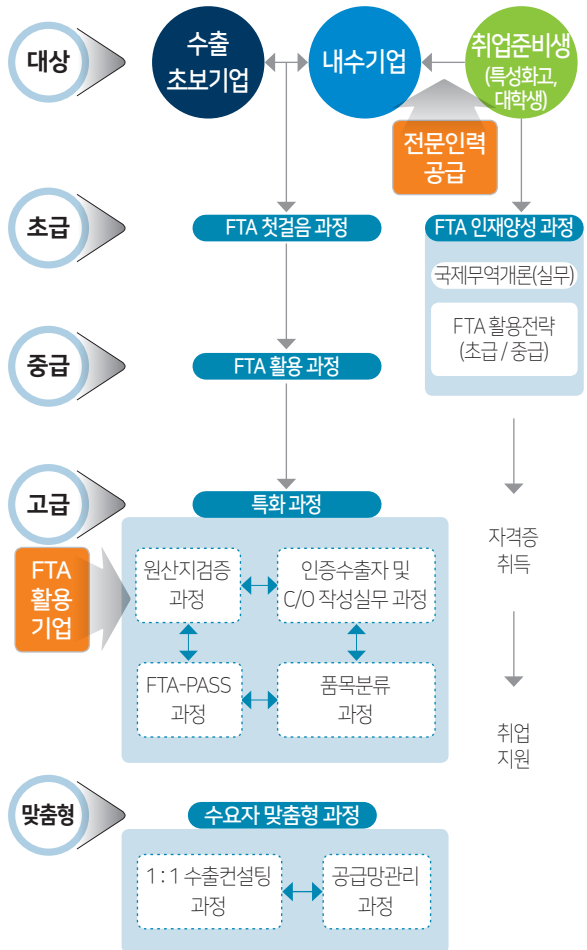 대상
수출
초보기업
내수기업
취업준비생
(특성화고,
대학생)
전문인력
공급
초급
FTA 첫걸음 과정
FTA 인재양성 과정
국제무역개론(실무)
FTA 활용전략
(초급 / 중급)
중급
FTA 활용 과정
고급
특화 과정
FTA
활용
기업
원산지검증
과정
인증수출자 및
C/O 작성실무 과정
FTA-PASS
과정
품목분류
과정
자격증
취득
취업
지원
맞춤형
수요자 맞춤형 과정
1 : 1 수출컨설팅
과정
공급망관리
과정